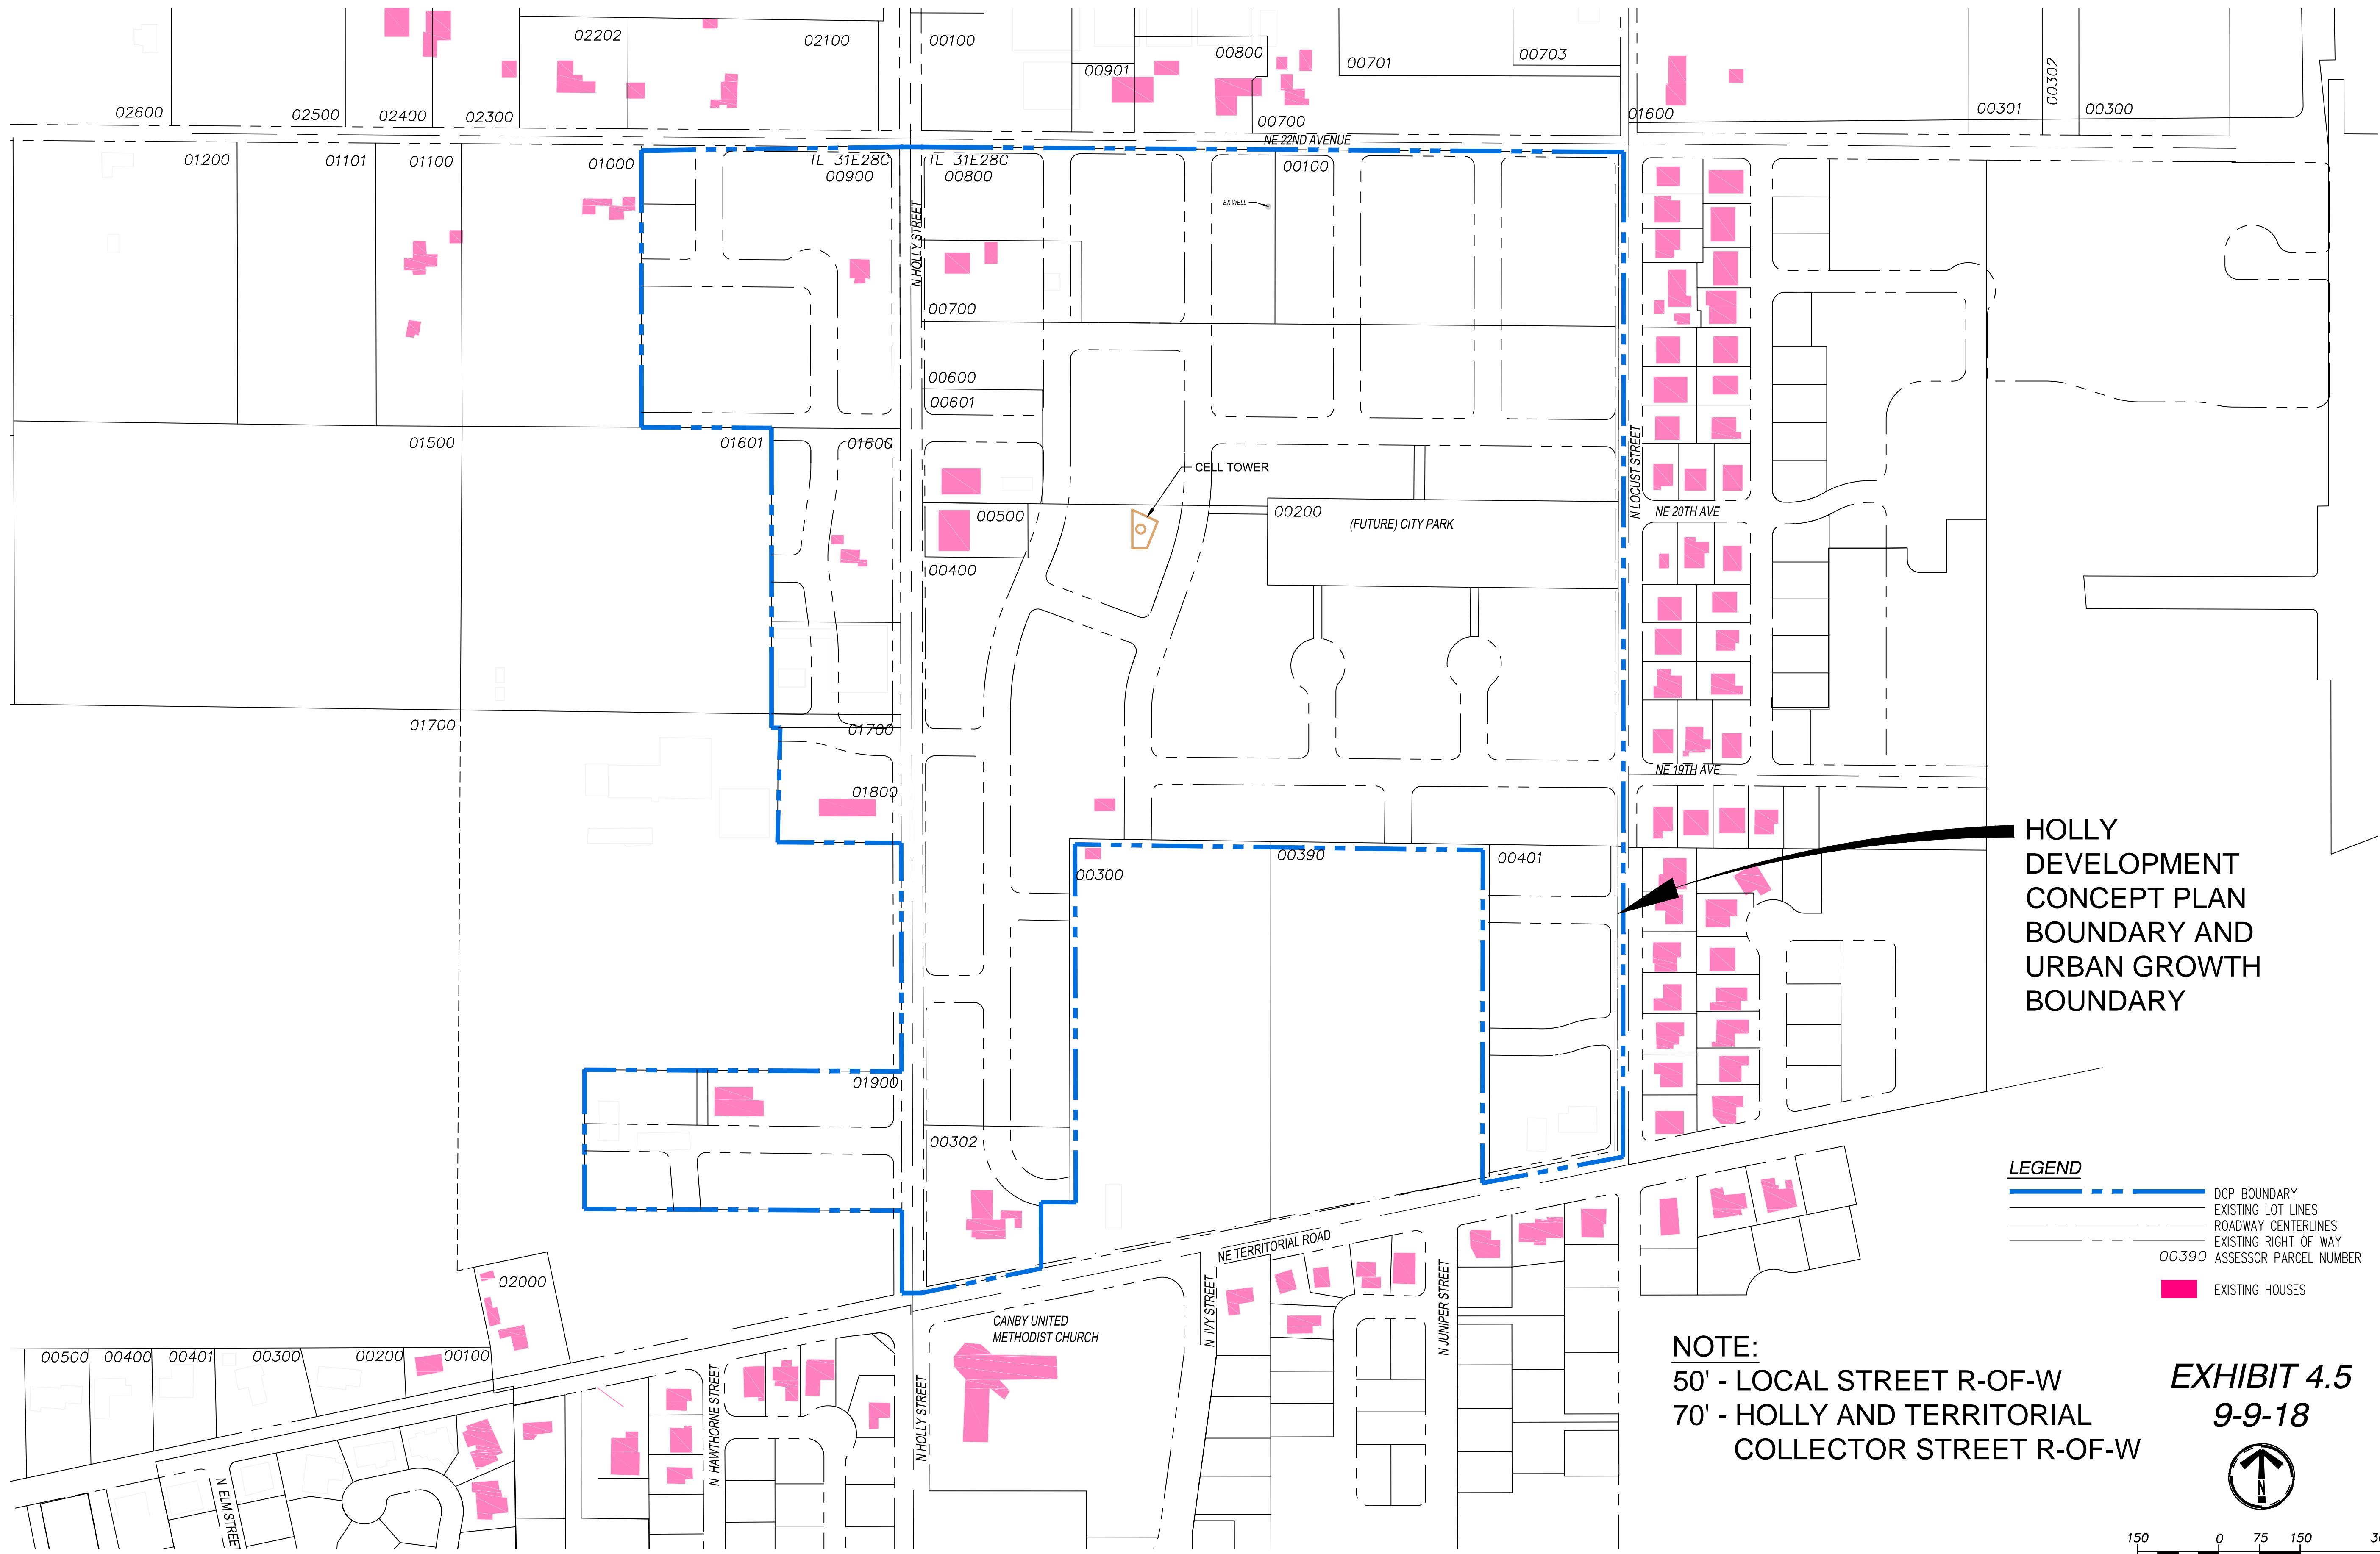 02202
02100
00100
00800
00901
00701
00703
00302
02600
02500
02400
02300
00700
01600
00301
00300
NE 22ND AVENUE
01200
01101
01100
01000
TL 31E28C
00900
TL 31E28C
00800
00100
EX WELL
N HOLLY STREET
00700
00600
00601
01500
01601
01600
N LOCUST STREET
CELL TOWER
00500
00200
(FUTURE) CITY PARK
NE 20TH AVE
00400
01700
01700
NE 19TH AVE
01800
00390
00401
00300
HOLLY
DEVELOPMENT
CONCEPT PLAN
BOUNDARY AND
URBAN GROWTH
BOUNDARY
01900
00302
LEGEND
DCP BOUNDARY
EXISTING LOT LINES
ROADWAY CENTERLINES
EXISTING RIGHT OF WAY
00390 ASSESSOR PARCEL NUMBER
EXISTING HOUSES
NE TERRITORIAL ROAD
02000
CANBY UNITED
METHODIST CHURCH
N IVY STREET
N JUNIPER STREET
00500
00400
00401
00300
00200
00100
N HAWTHORNE STREET
N HOLLY STREET
N ELM STREE
NOTE:
50' - LOCAL STREET R-OF-W
70' - HOLLY AND TERRITORIAL
COLLECTOR STREET R-OF-W
EXHIBIT 4.5
9-9-18
N
150 0 75 150